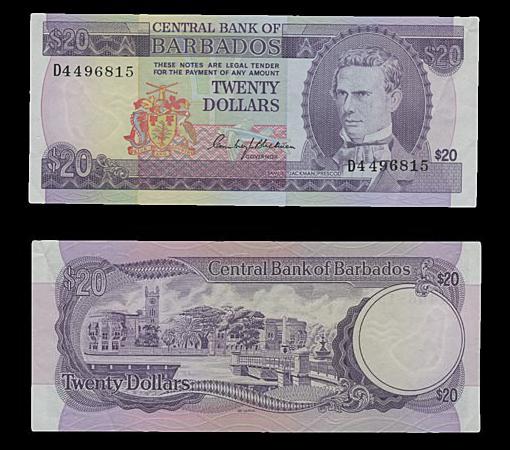 $20
CENTRAL BANK OF
BARBADOS
$20
D4496815
THESE NOTES ARE LEGAL TENDER
FOR THE PAYMENT OF ANY AMOUNT
TWENTY
DOLLARS
GOVERNOR
$20
D4496815
$20
SAMUEL JACKMAN PRESCOD
$20
Central Bank of Barbados
$20
Twenty Dollars
$20